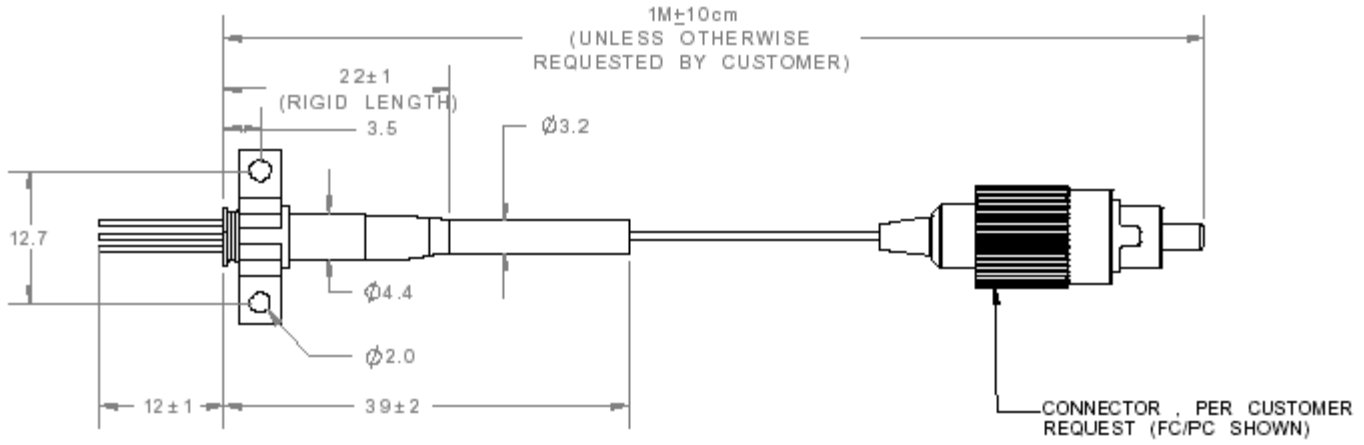 1M±10cm
(UNLESS OTHERWISE
REQUESTED BY CUSTOMER)
22±1
(RIGID LENGTH)
3.5
Ø3.2
12.7
Ø4.4
Ø2.0
12±1
39±2
CONNECTOR , PER CUSTOMER
REQUEST (FC/PC SHOWN)